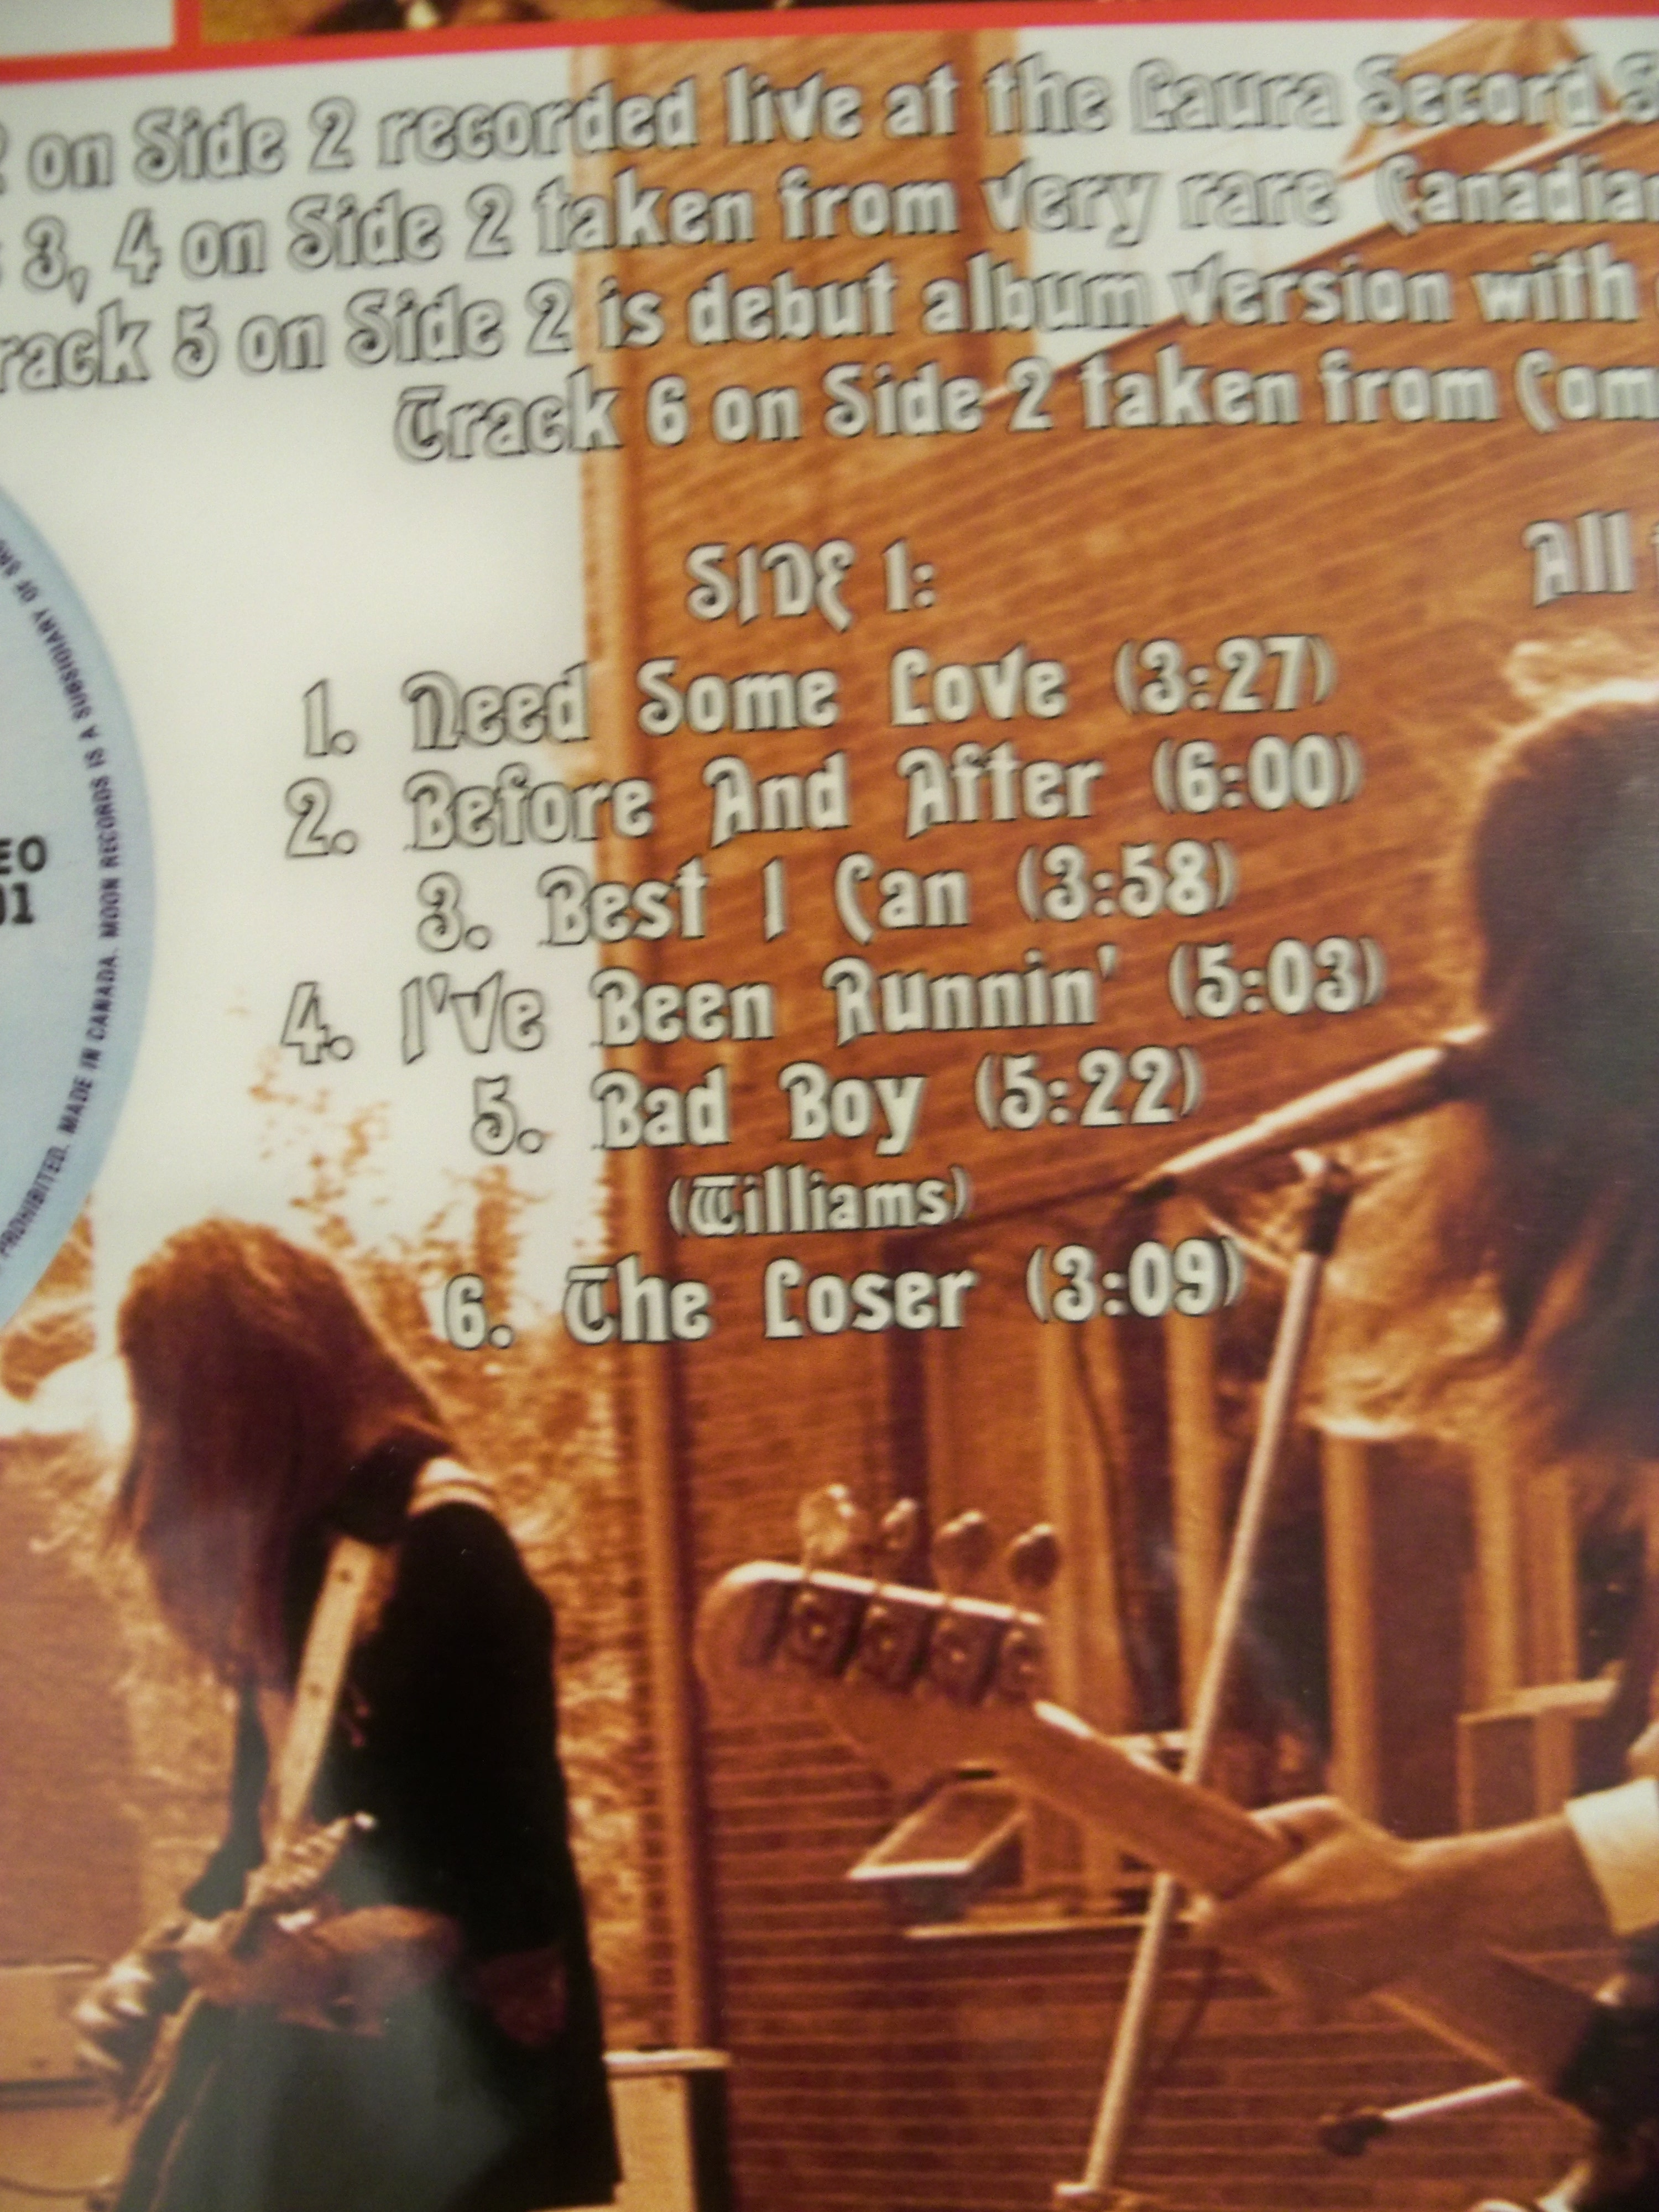 on Side 2 recorded live at the Laura Secord
3, 4 on Side 2 taken from very rare
5 on Side 2 is debut album version with
Track 6 on Side 2 taken from
SIDE 1:
All
1. Need Some Love (3:27)
2. Before And After (6:00)
3. Best I Can (3:58)
4. I've Been Runnin' (5:03)
5. Bad Boy (5:22)
(Williams)
6. The Loser (3:09)
PROHIBITED. MADE IN CANADA. MOON RECORDS IS A SUBSIDIARY OF